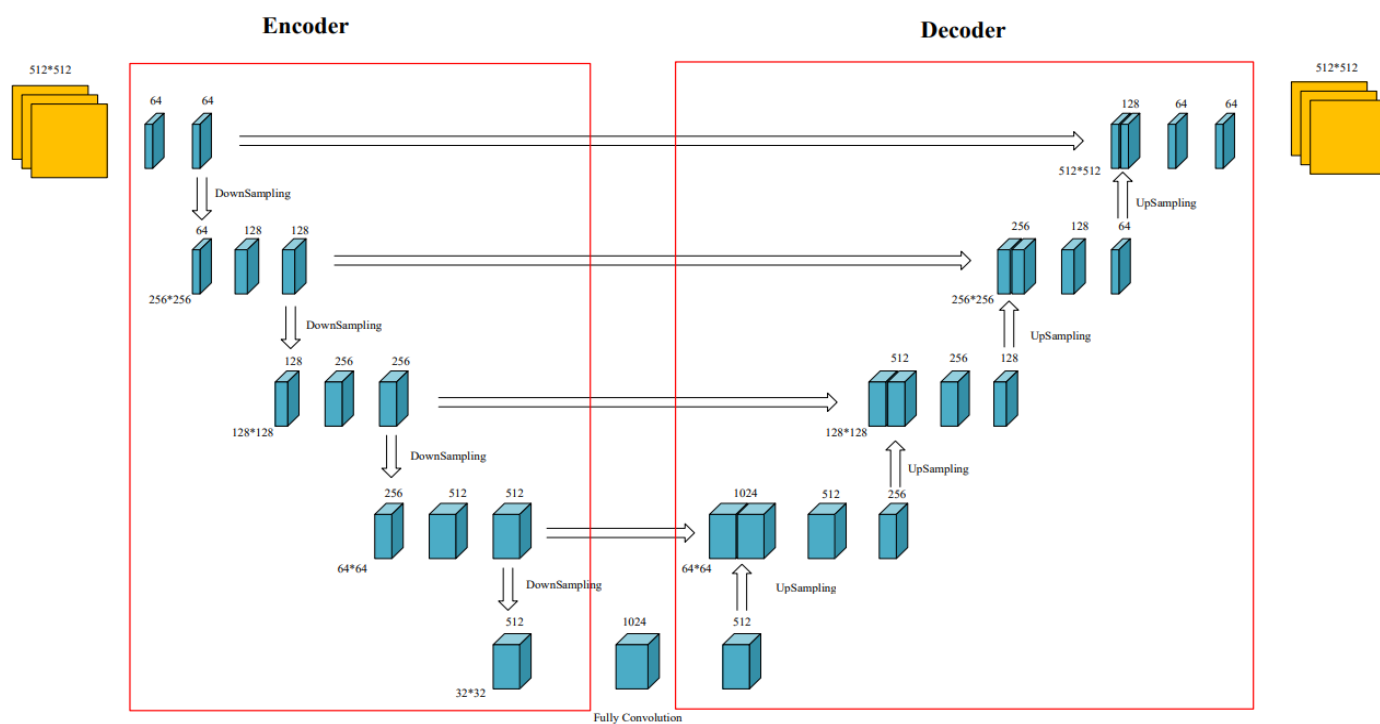 Encoder
Decoder
512*512
512*512
64 64
128 64 64
512*512
DownSampling
UpSampling
64 128 128
256 128 64
256*256
256*256
DownSampling
UpSampling
128 256 256
512 256 128
128*128
128*128
DownSampling
UpSampling
256 512 512
1024 512 256
64*64
64*64
DownSampling
UpSampling
512 1024 512
32*32
Fully Convolution